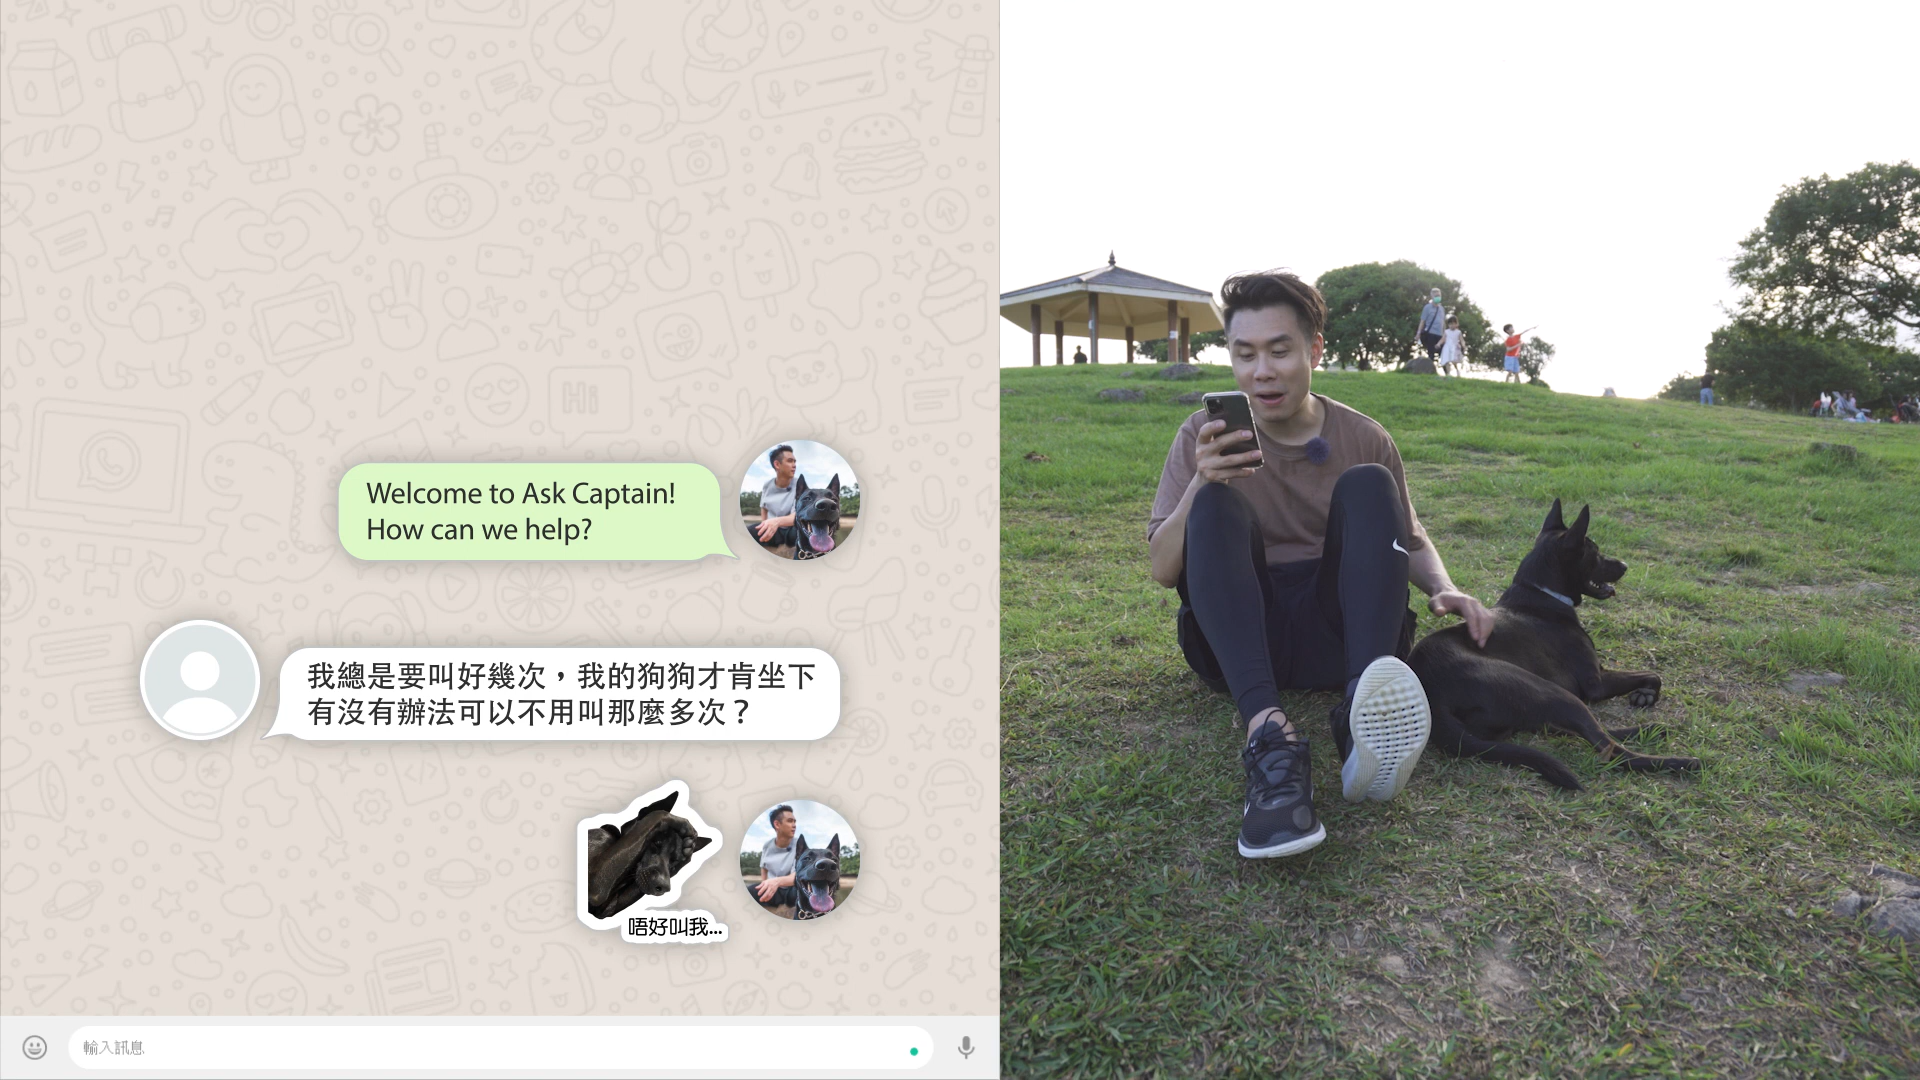 Welcome to Ask Captain!
How can we help?
我總是要叫好幾次，我的狗狗才肯坐下
有沒有辦法可以不用叫那麼多次？
唔好叫我...
輸入訊息